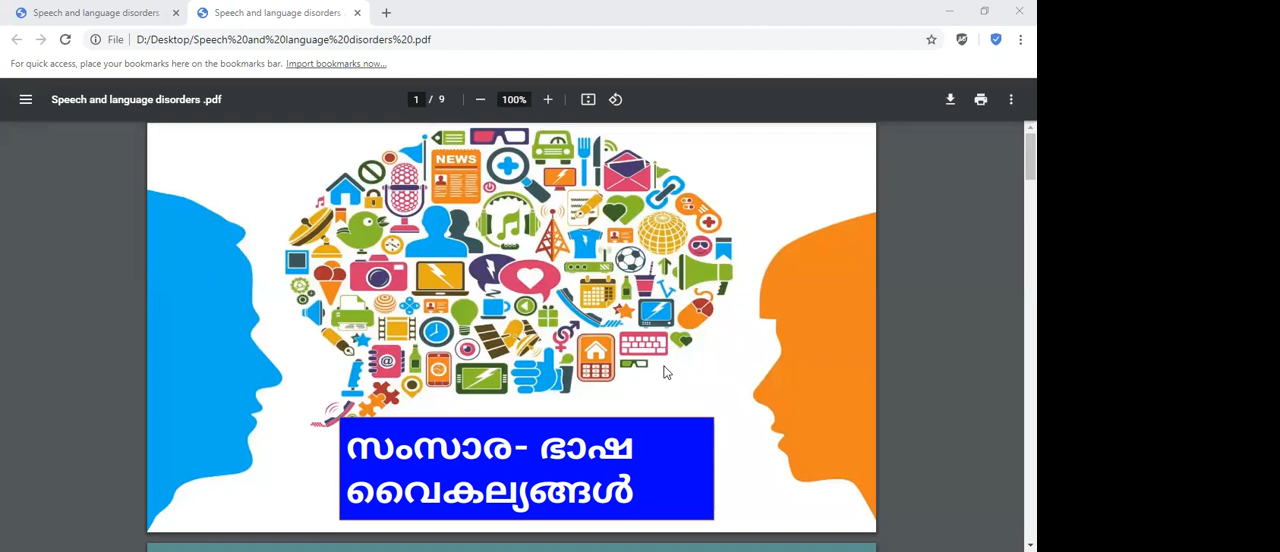 Speech and language disorders
Speech and language disorders
File
D:/Desktop/Speech%20and%20language%20disorders%20.pdf
For quick access, place your bookmarks here on the bookmarks bar. Import bookmarks now...
Speech and language disorders .pdf
1 / 9
100%
NEWS
സംസാര- ഭാഷ
വൈകല്യങ്ങൾ